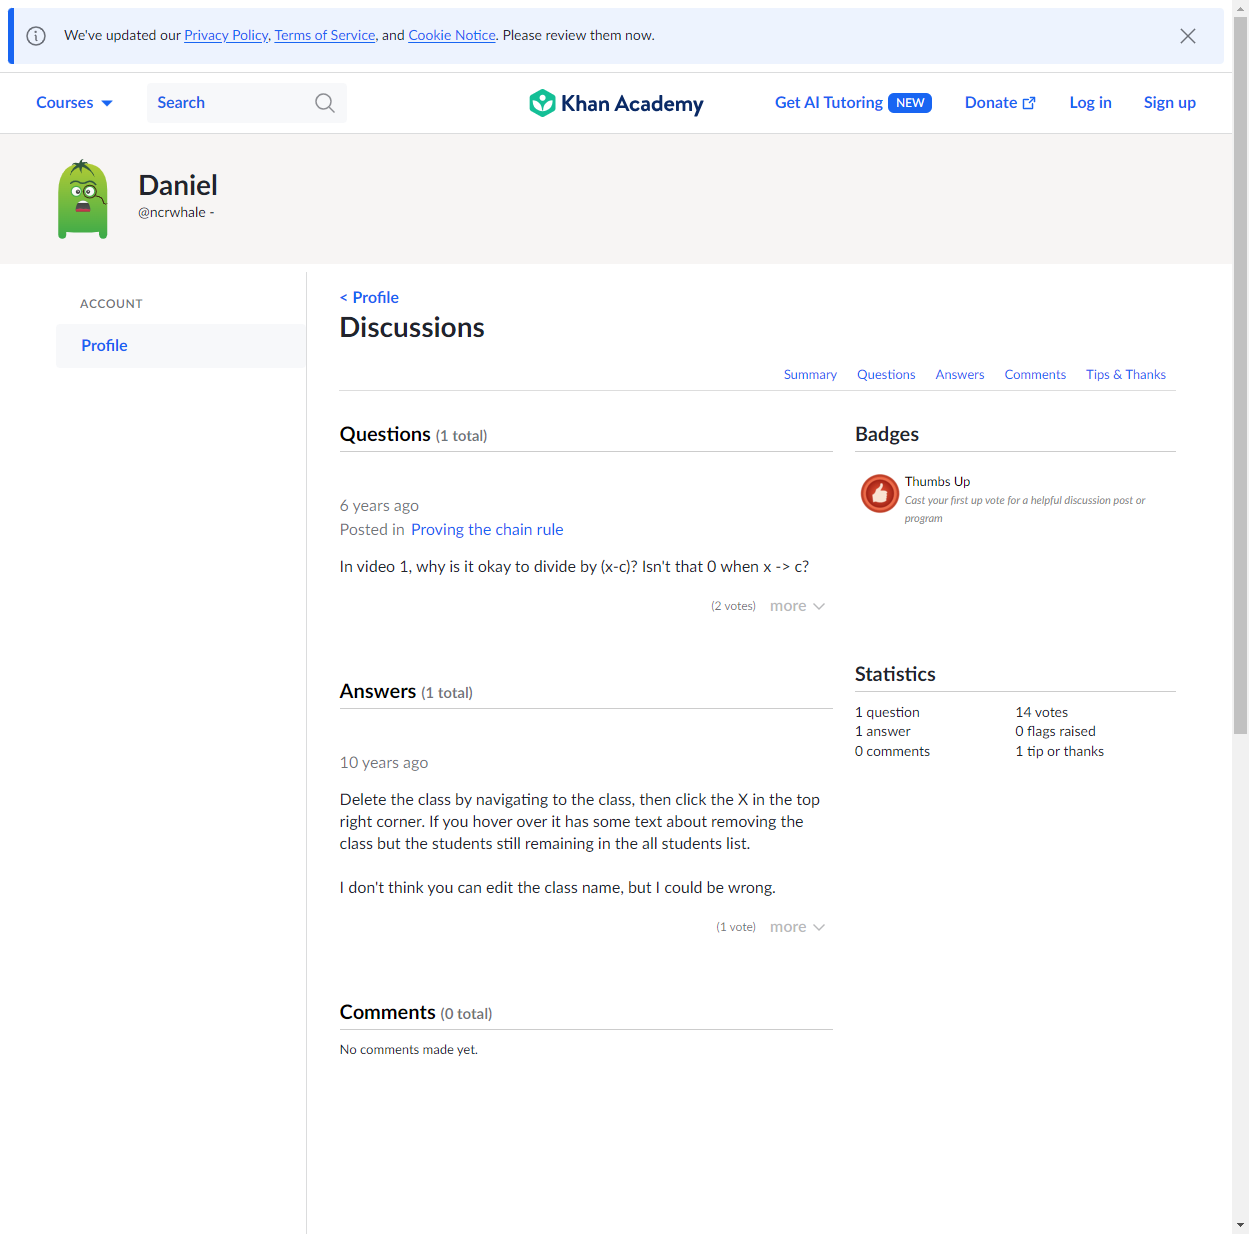 We've updated our Privacy Policy, Terms of Service, and Cookie Notice. Please review them now.
Courses Search Khan Academy Get AI Tutoring NEW Donate Log in Sign up
Daniel
@ncrwhale -
ACCOUNT
Profile
< Profile
Discussions
Summary Questions Answers Comments Tips & Thanks
Questions (1 total)
6 years ago
Posted in Proving the chain rule
In video 1, why is it okay to divide by (x-c)? Isn't that 0 when x -> c?
(2 votes) more
Answers (1 total)
10 years ago
Delete the class by navigating to the class, then click the X in the top
right corner. If you hover over it has some text about removing the
class but the students still remaining in the all students list.
I don't think you can edit the class name, but I could be wrong.
(1 vote) more
Comments (0 total)
No comments made yet.
Badges
Thumbs Up
Cast your first up vote for a helpful discussion post or
program
Statistics
1 question 14 votes
1 answer 0 flags raised
0 comments 1 tip or thanks